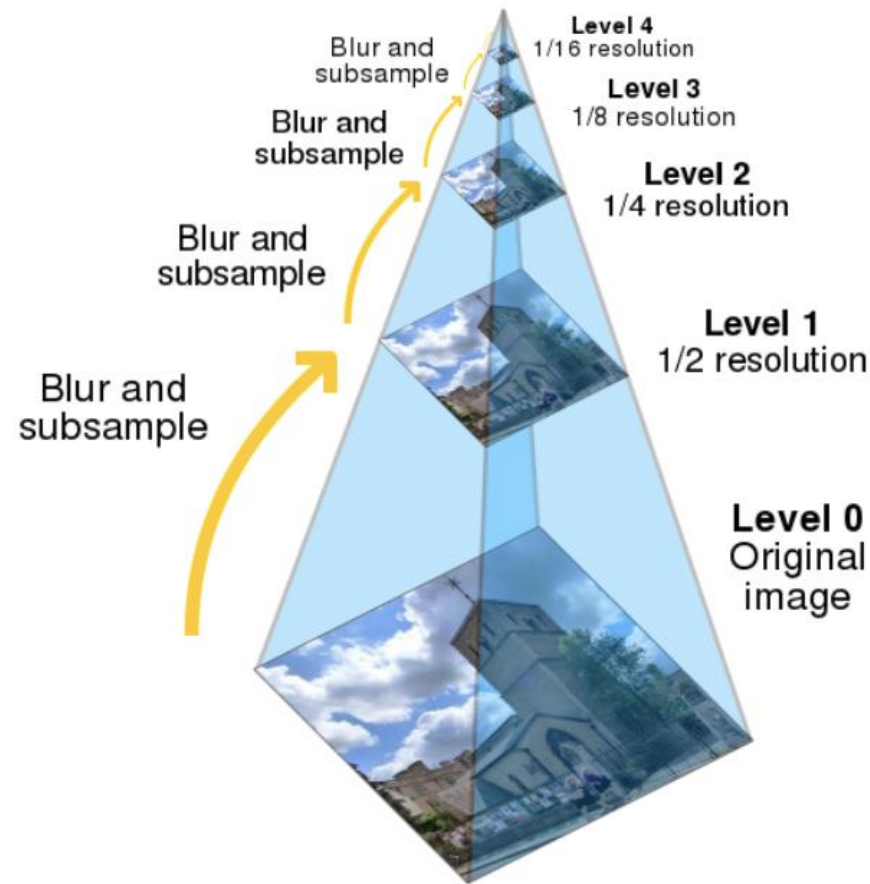 Level 4
1/16 resolution
Blur and
subsample
Level 3
1/8 resolution
Blur and
subsample
Level 2
1/4 resolution
Blur and
subsample
Level 1
1/2 resolution
Blur and
subsample
Level 0
Original
image